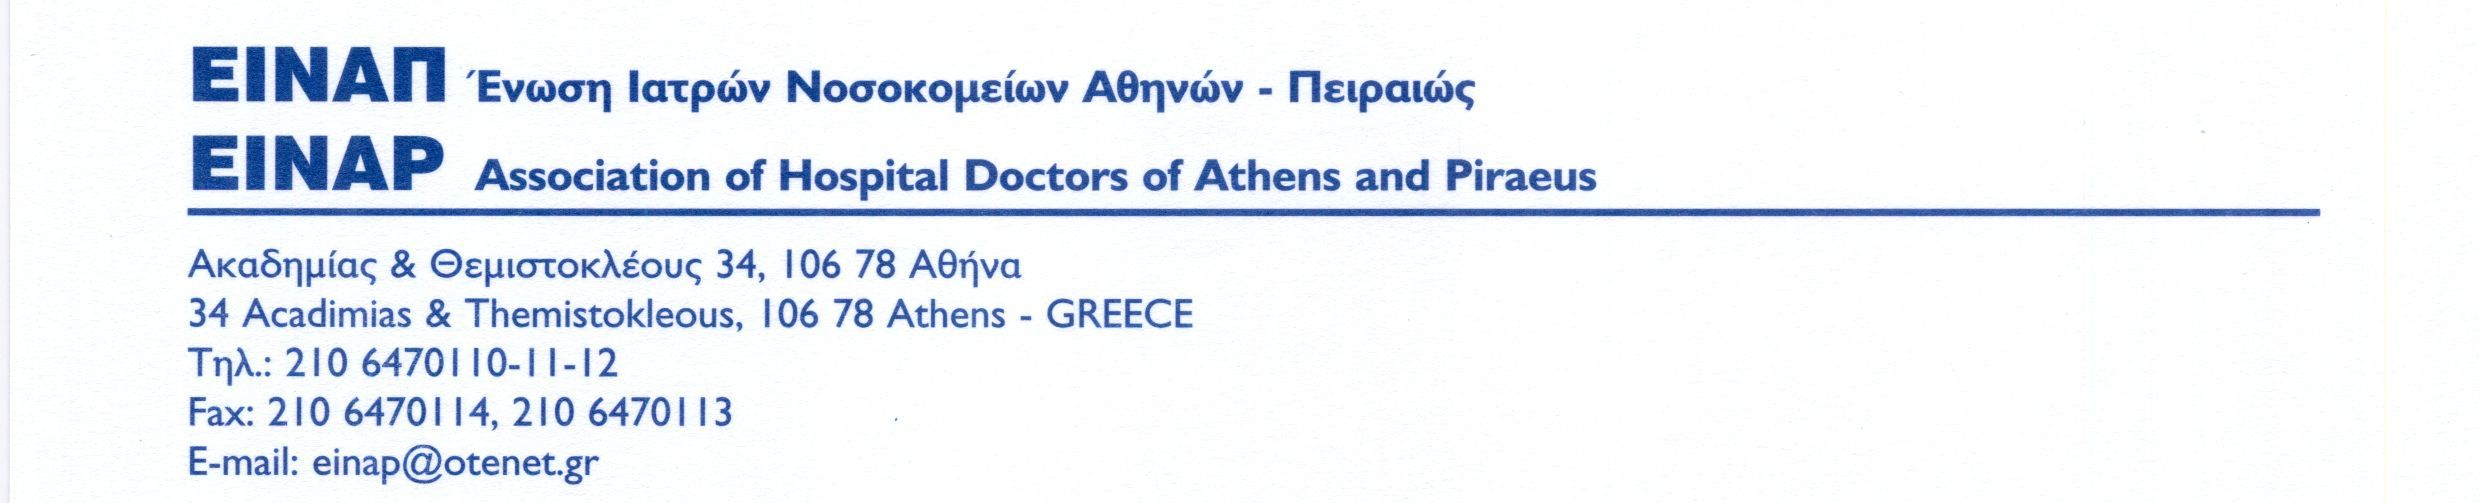 ΕΙΝΑΠ Ένωση Ιατρών Νοσοκομείων Αθηνών - Πειραιώς
EINAP Association of Hospital Doctors of Athens and Piraeus
Ακαδημίας & Θεμιστοκλέους 34, 106 78 Αθήνα
34 Acadimias & Themistokleous, 106 78 Athens - GREECE
Τηλ.: 210 6470110-11-12
Fax: 210 6470114, 210 6470113
E-mail: einap@otenet.gr